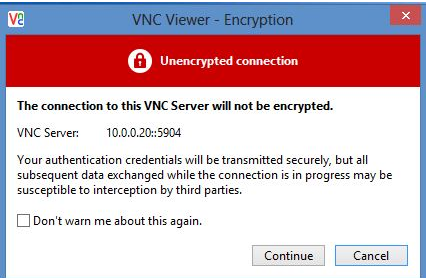 VNC Viewer - Encryption
Unencrypted connection
The connection to this VNC Server will not be encrypted.
VNC Server: 10.0.0.20::5904
Your authentication credentials will be transmitted securely, but all
subsequent data exchanged while the connection is in progress may be
susceptible to interception by third parties.
Don't warn me about this again.
Continue Cancel